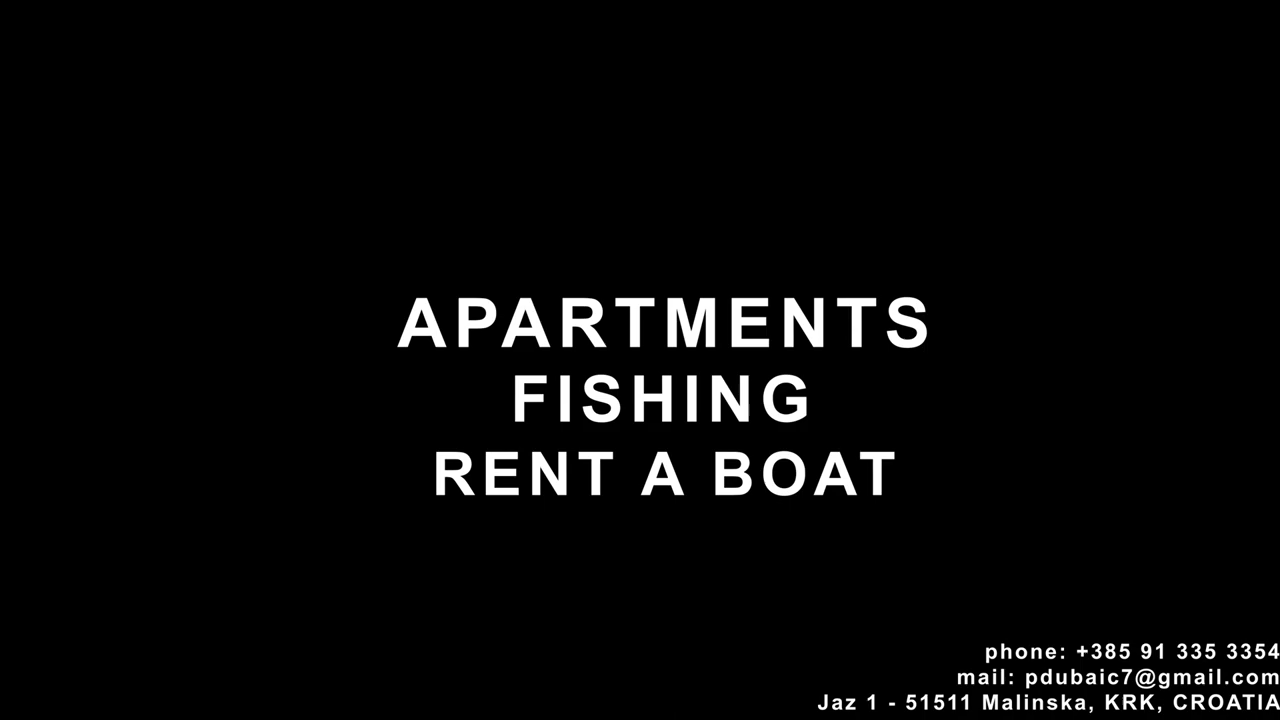 APARTMENTS
FISHING
RENT A BOAT
phone: +385 91 335 3354
mail: pdubaic7@gmail.com
Jaz 1 - 51511 Malinska, KRK, CROATIA